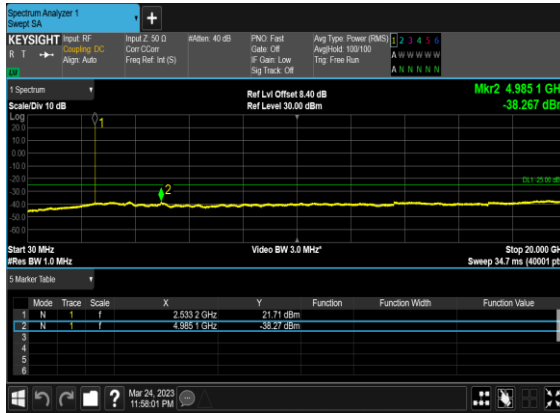 Spectrum Analyzer 1
Swept SA
+
KEYSIGHT Input: RF Input Z: 50 Ω #Atten: 40 dB PNO: Fast Avg Type: Power (RMS) 1 2 3 4 5 6
R T Coupling: DC Corr CCorr Gate: Off Avg|Hold: 100/100 A W W W W W
Align: Auto Freq Ref: Int (S) IF Gain: Low Trig: Free Run
LXI Sig Track: Off A N N N N N
1 Spectrum Ref Lvl Offset 8.40 dB Mkr2 4.985 1 GHz
Scale/Div 10 dB Ref Level 30.00 dBm -38.267 dBm
Log
20.0
10.0
0.00
-10.0
-20.0
-30.0
-40.0
-50.0
-60.0
1
2
DL1 -25.00 dB
Start 30 MHz Video BW 3.0 MHz* Stop 20.000 GH
#Res BW 1.0 MHz Sweep 34.7 ms (40001 pts
5 Marker Table
Mode Trace Scale X Y Function Function Width Function Value
1 N 1 f 2.533 2 GHz 21.71 dBm
2 N 1 f 4.985 1 GHz -38.27 dBm
3
4
5
6
? Mar 24, 2023
11:58:01 PM